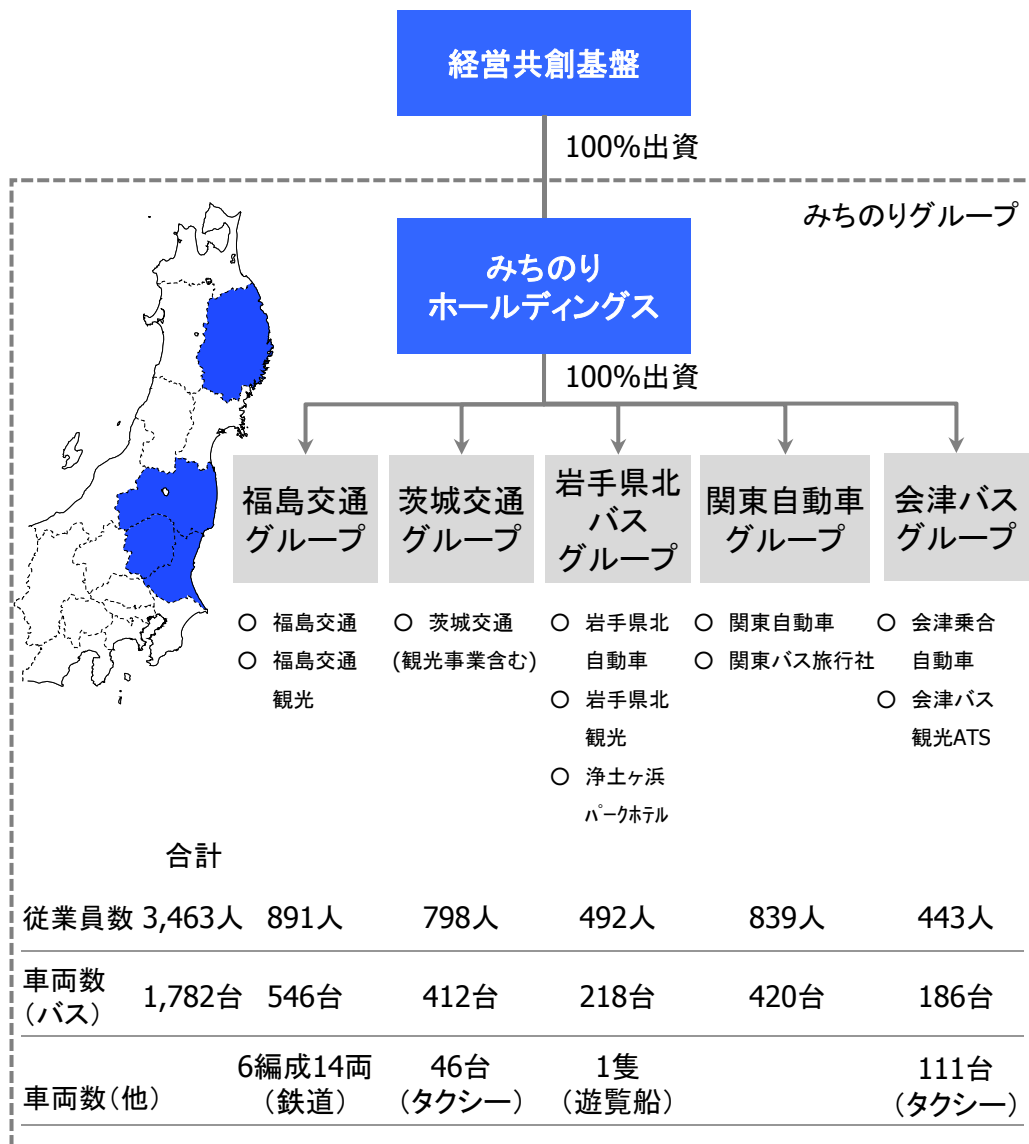 経営共創基盤
100%出資
みちのりグループ
みちのり
ホールディングス
100%出資
福島交通
グループ
茨城交通
グループ
岩手県北
バス
グループ
関東自動車
グループ
会津バス
グループ
○ 福島交通
○ 福島交通
観光
○ 茨城交通
(観光事業含む)
○ 岩手県北
自動車
○ 岩手県北
観光
○ 浄土ヶ浜
パークホテル
○ 関東自動車
○ 関東バス旅行社
○ 会津乗合
自動車
○ 会津バス
観光ATS
合計
従業員数 3,463人 891人 798人 492人 839人 443人
車両数
(バス) 1,782台 546台 412台 218台 420台 186台
車両数(他)
6編成14両
(鉄道)
46台
(タクシー)
1隻
(遊覧船)
111台
(タクシー)